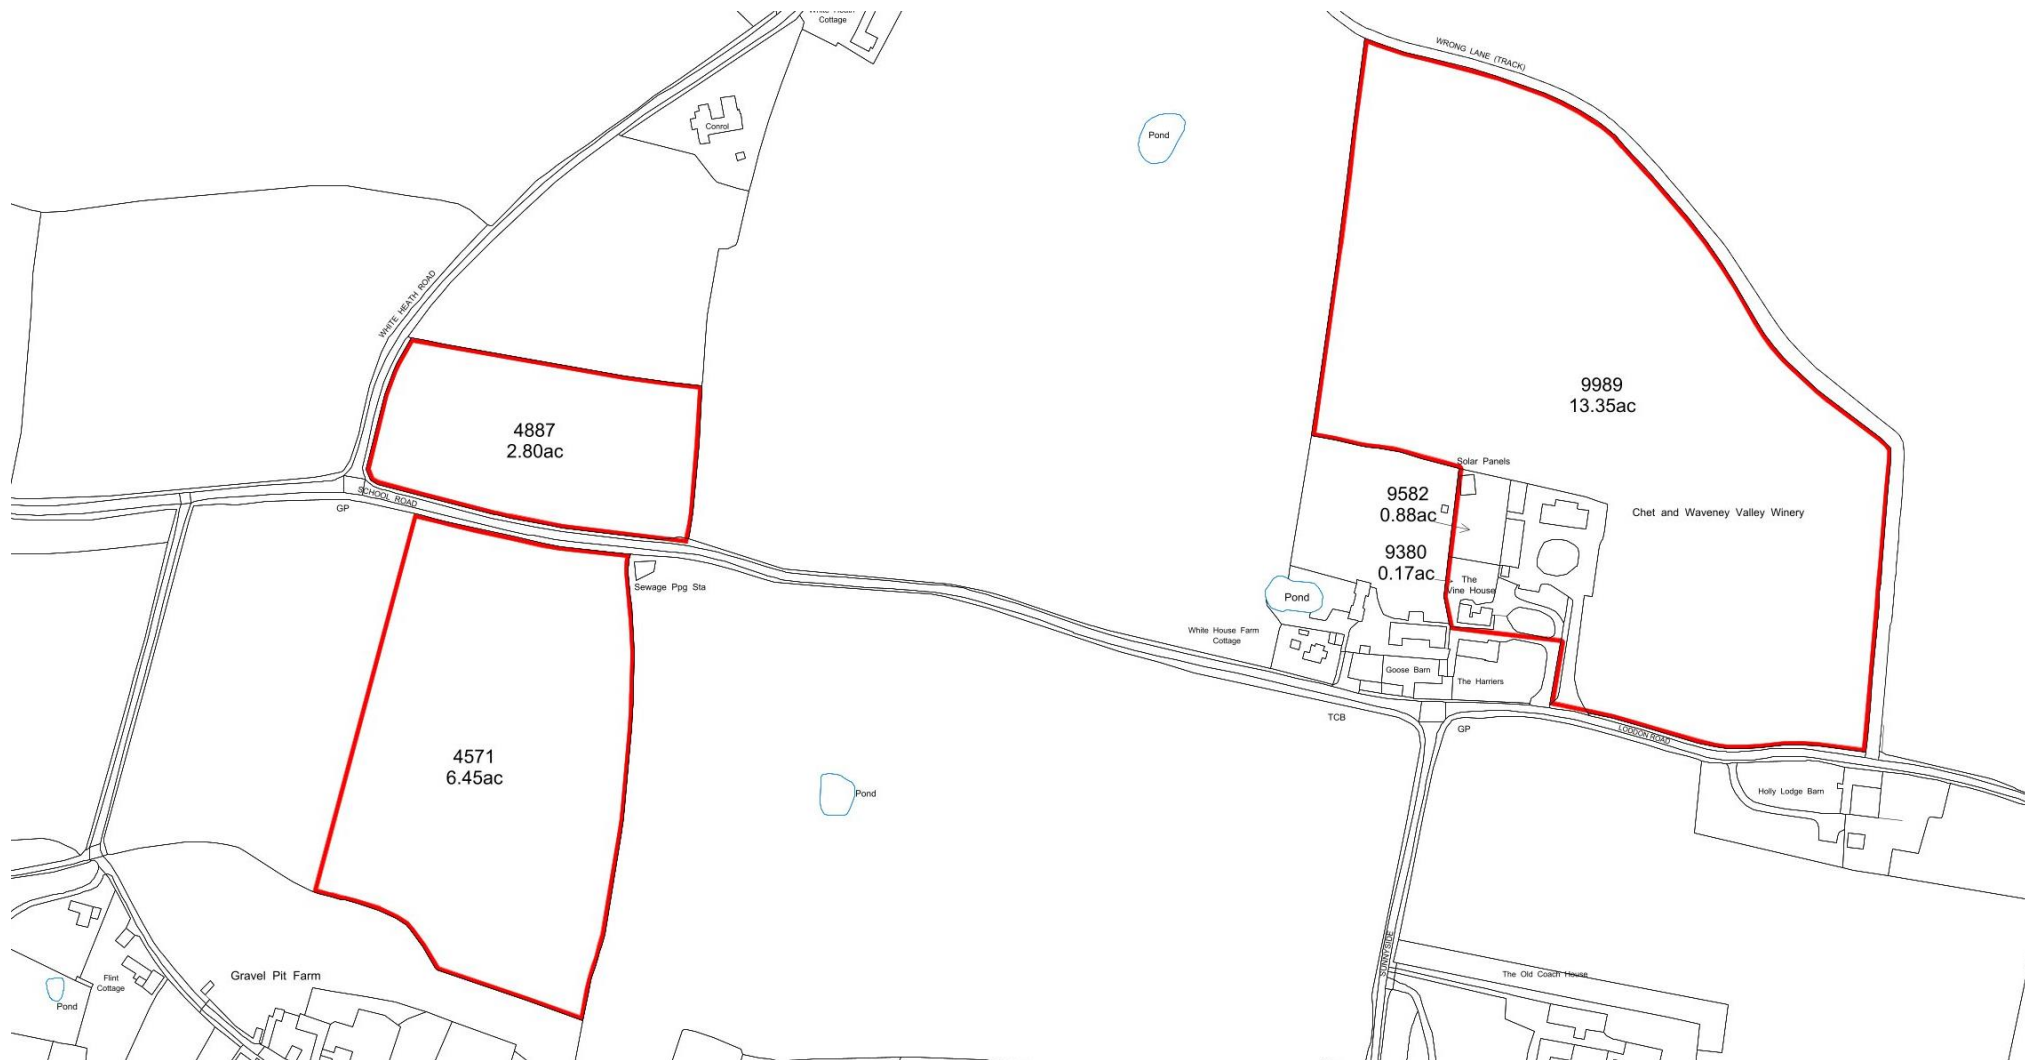 Cottage
WRONG LANE (TRACK)
Conrol
Pond
WHITE HEATH ROAD
9989
13.35ac
4887
2.80ac
Solar Panels
9582
0.88ac
SCHOOL ROAD
GP
Chet and Waveney Valley Winery
9380
0.17ac
The
Vine House
Sewage Ppg Sta
Pond
White House Farm
Cottage
Goose Barn
The Harriers
TCB
GP
LODDON ROAD
4571
6.45ac
Pond
Holly Lodge Barn
SUNNYSIDE
Gravel Pit Farm
Flint
Cottage
The Old Coach House
Pond